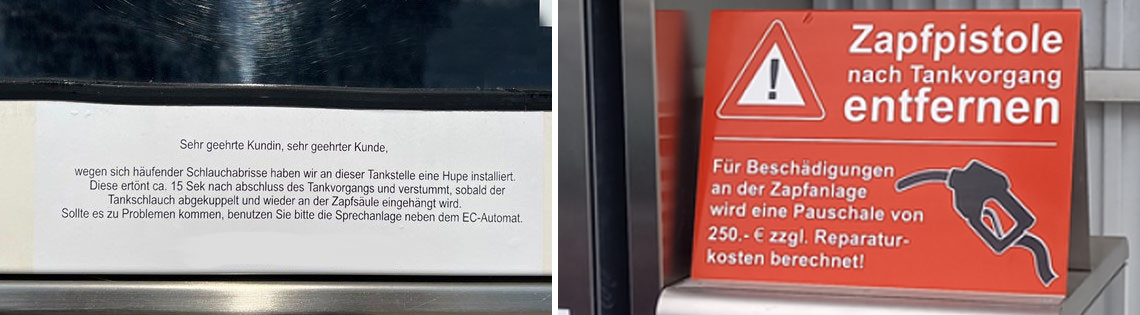 Sehr geehrte Kundin, sehr geehrter Kunde,
wegen sich häufender Schlauchabrisse haben wir an dieser Tankstelle eine Hupe installiert.
Diese ertönt ca. 15 Sek nach abschluss des Tankvorgangs und verstummt, sobald der
Tankschlauch abgekuppelt und wieder an der Zapfsäule eingehängt wird.
Sollte es zu Problemen kommen, benutzen Sie bitte die Sprechanlage neben dem EC-Automat.
Zapfpistole
nach Tankvorgang
entfernen
Für Beschädigungen
an der Zapfanlage
wird eine Pauschale von
250.- € zzgl. Reparatur-
kosten berechnet!